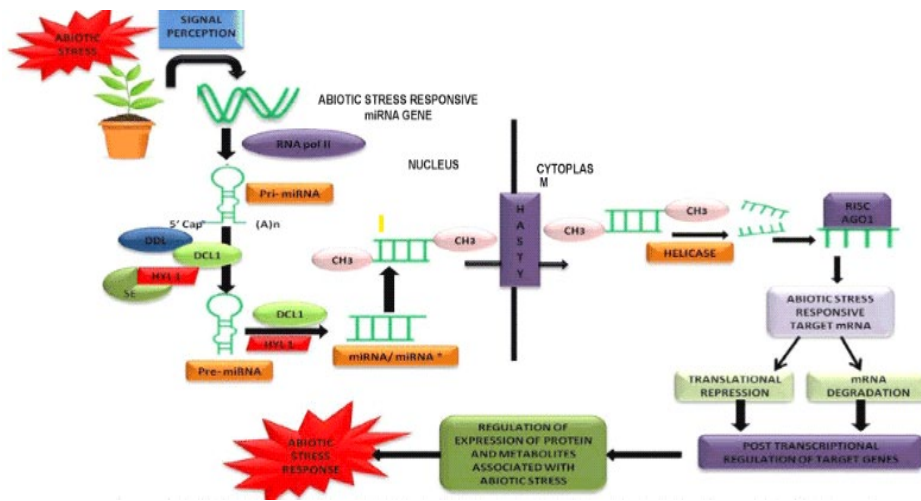 ABIOTIC
STRESS
SIGNAL
PERCEPTION
ABIOTIC STRESS RESPONSIVE
miRNA GENE
RNA pol II
NUCLEUS
CYTOPLAS
M
Pri- miRNA
5' Cap
(A)n
DDL
DCL1
HYL 1
SE
CH3
CH3
H
A
S
T
Y
CH3
CH3
HELICASE
RISC
AGO1
DCL1
HYL 1
Pre- miRNA
miRNA/ miRNA *
ABIOTIC STRESS
RESPONSIVE
TARGET mRNA
TRANSLATIONAL
REPRESSION
mRNA
DEGRADATION
POST TRANSCRIPTIONAL
REGULATION OF TARGET GENES
REGULATION OF
EXPRESSION OF PROTEIN
AND METABOLITES
ASSOCIATED WITH
ABIOTIC STRESS
ABIOTIC
STRESS
RESPONSE